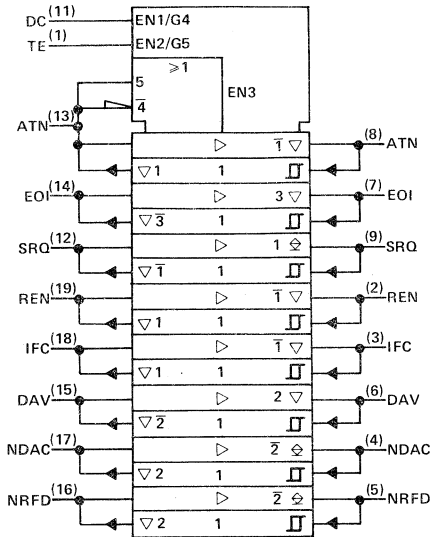 DC (11) EN1/G4
TE (1) EN2/G5
≥1
5 EN3
4̅
ATN (13) ▷ 1̅ ▽ (8) ATN
▽1 1
EOI (14) ▷ 3 ▽ (7) EOI
▽3̅ 1
SRQ (12) ▷ 1 (9) SRQ
▽1̅ 1
REN (19) ▷ 1̅ ▽ (2) REN
▽1 1
IFC (18) ▷ 1̅ ▽ (3) IFC
▽1 1
DAV (15) ▷ 2 ▽ (6) DAV
▽2̅ 1
NDAC (17) ▷ 2̅ (4) NDAC
▽2 1
NRFD (16) ▷ 2̅ (5) NRFD
▽2 1